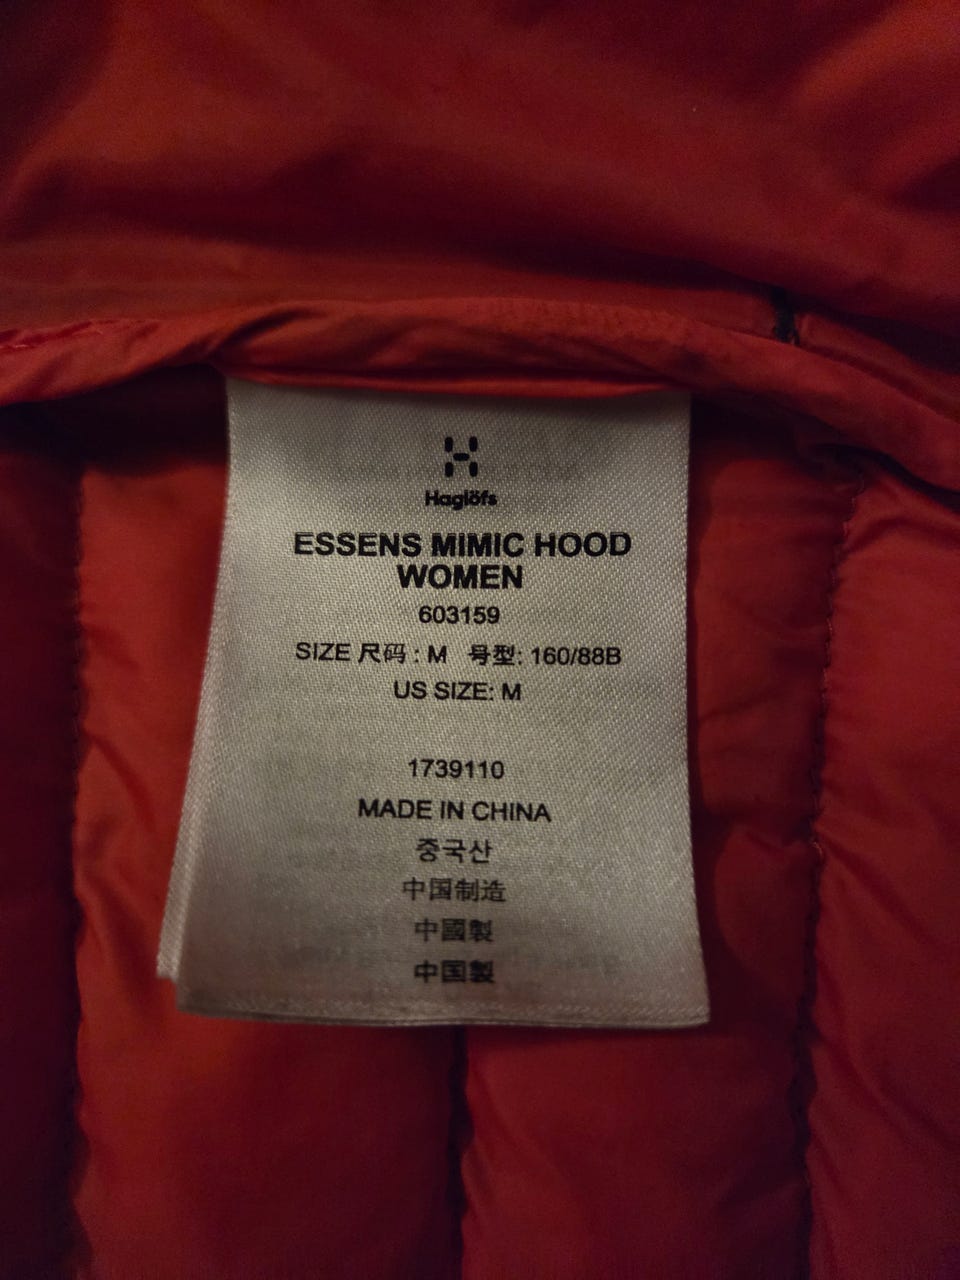 Haglöfs
ESSENS MIMIC HOOD
WOMEN
603159
SIZE 尺码 : M 号型: 160/88B
US SIZE: M
1739110
MADE IN CHINA
중국산
中国制造
中國製
中国製